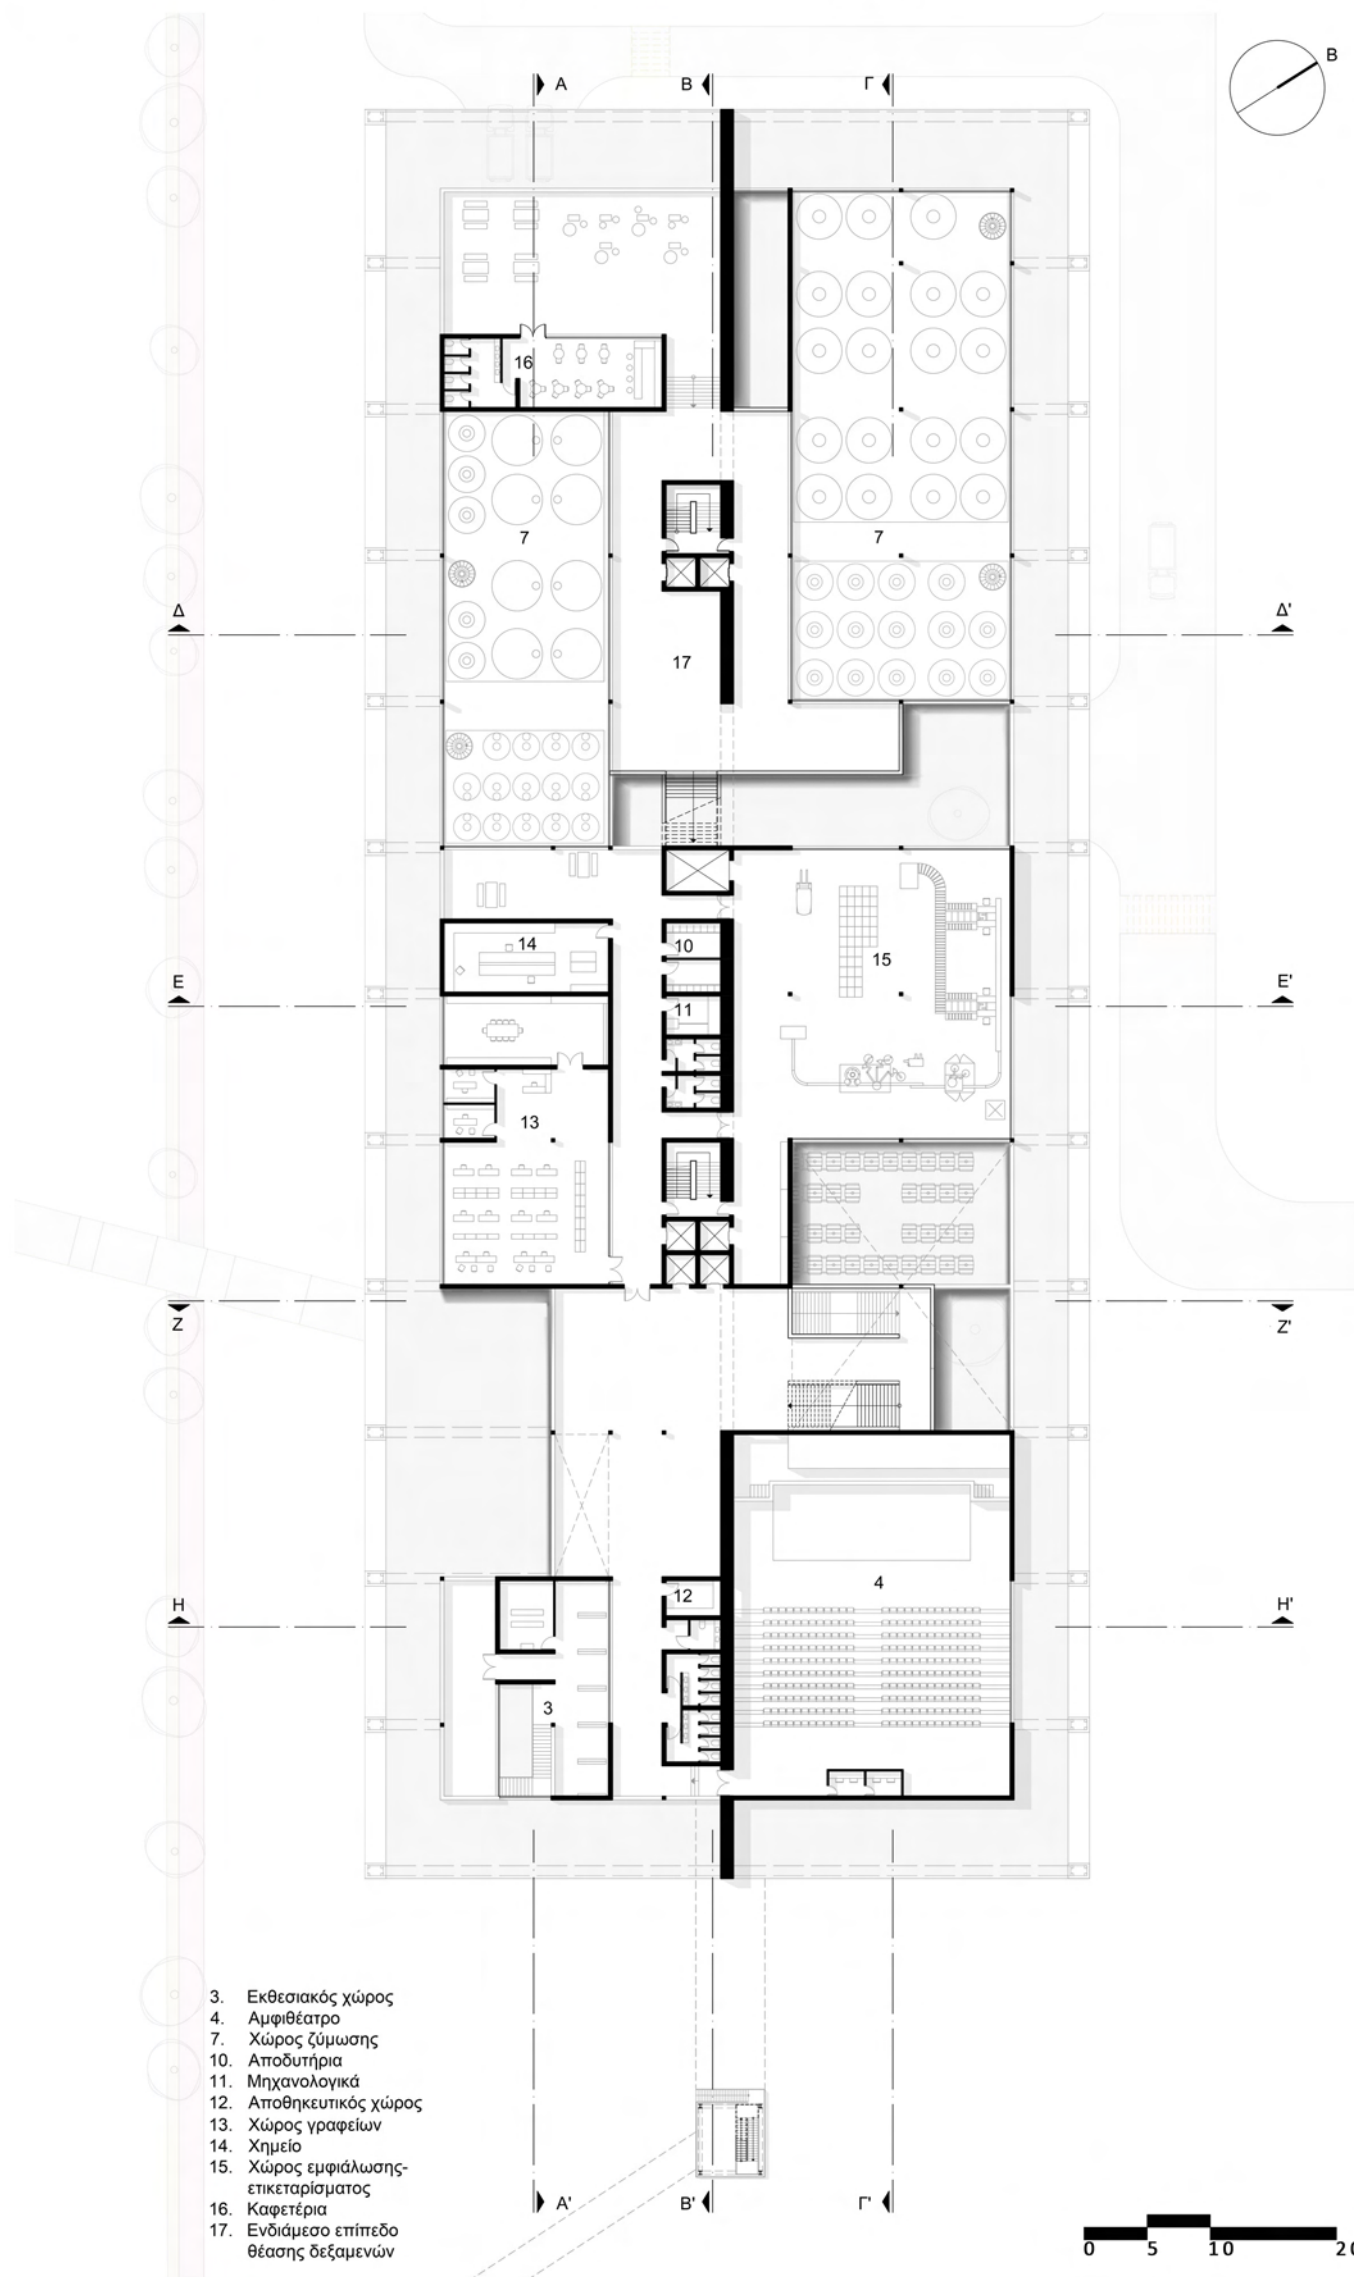 Β
Α Β Γ
16
7 7
Δ Δ'
17
14 10 15
Ε Ε'
11
13
Ζ Ζ'
4
Η 12 Η'
3
3. Εκθεσιακός χώρος
4. Αμφιθέατρο
7. Χώρος ζύμωσης
10. Αποδυτήρια
11. Μηχανολογικά
12. Αποθηκευτικός χώρος
13. Χώρος γραφείων
14. Χημείο
15. Χώρος εμφιάλωσης-
ετικεταρίσματος
16. Καφετέρια
17. Ενδιάμεσο επίπεδο
θέασης δεξαμενών
Α' Β' Γ'
0 5 10 20